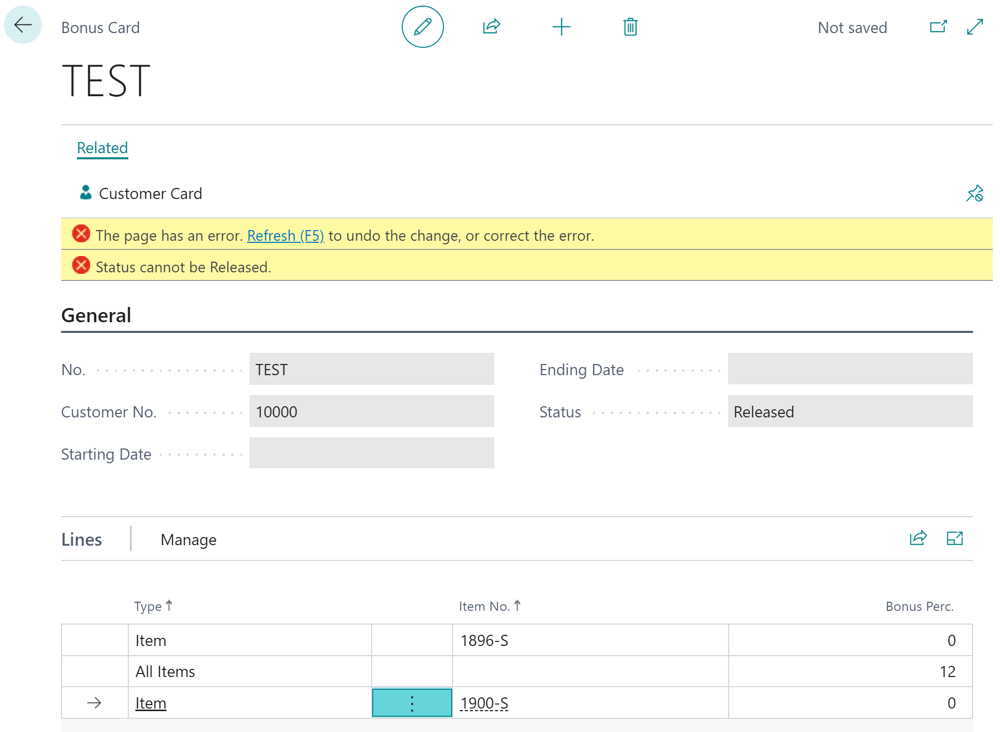 Bonus Card
Not saved
TEST
Related
Customer Card
The page has an error. Refresh (F5) to undo the change, or correct the error.
Status cannot be Released.
General
No. TEST
Ending Date
Customer No. 10000
Status Released
Starting Date
Lines Manage
Type Item No. Bonus Perc.
Item 1896-S 0
All Items 12
Item 1900-S 0